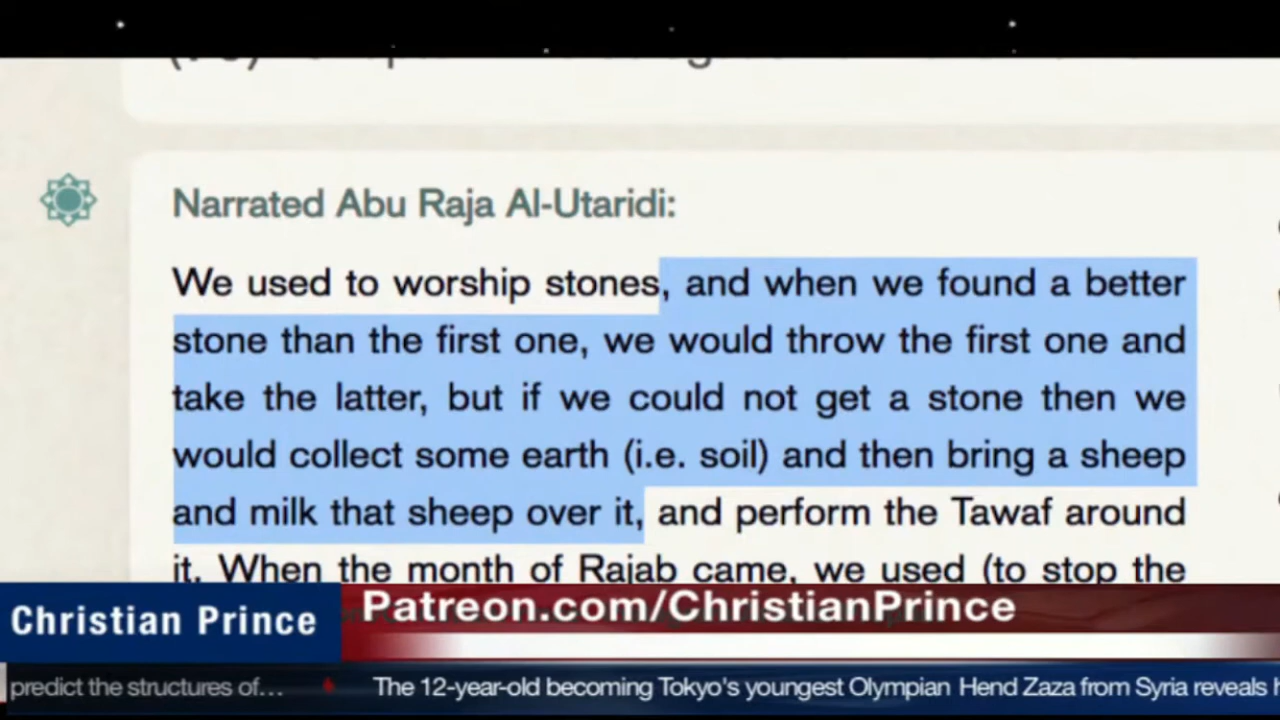 Narrated Abu Raja Al-Utaridi:
We used to worship stones, and when we found a better
stone than the first one, we would throw the first one and
take the latter, but if we could not get a stone then we
would collect some earth (i.e. soil) and then bring a sheep
and milk that sheep over it, and perform the Tawaf around
it. When the month of Rajab came, we used (to stop the
Christian Prince
Patreon.com/ChristianPrince
predict the structures of...
The 12-year-old becoming Tokyo's youngest Olympian Hend Zaza from Syria reveals